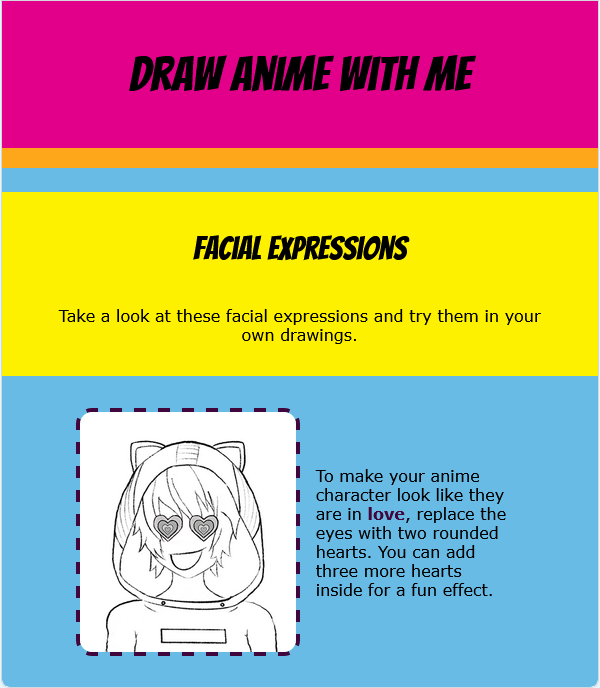 DRAW ANIME WITH ME
FACIAL EXPRESSIONS
Take a look at these facial expressions and try them in your
own drawings.
To make your anime
character look like they
are in love, replace the
eyes with two rounded
hearts. You can add
three more hearts
inside for a fun effect.